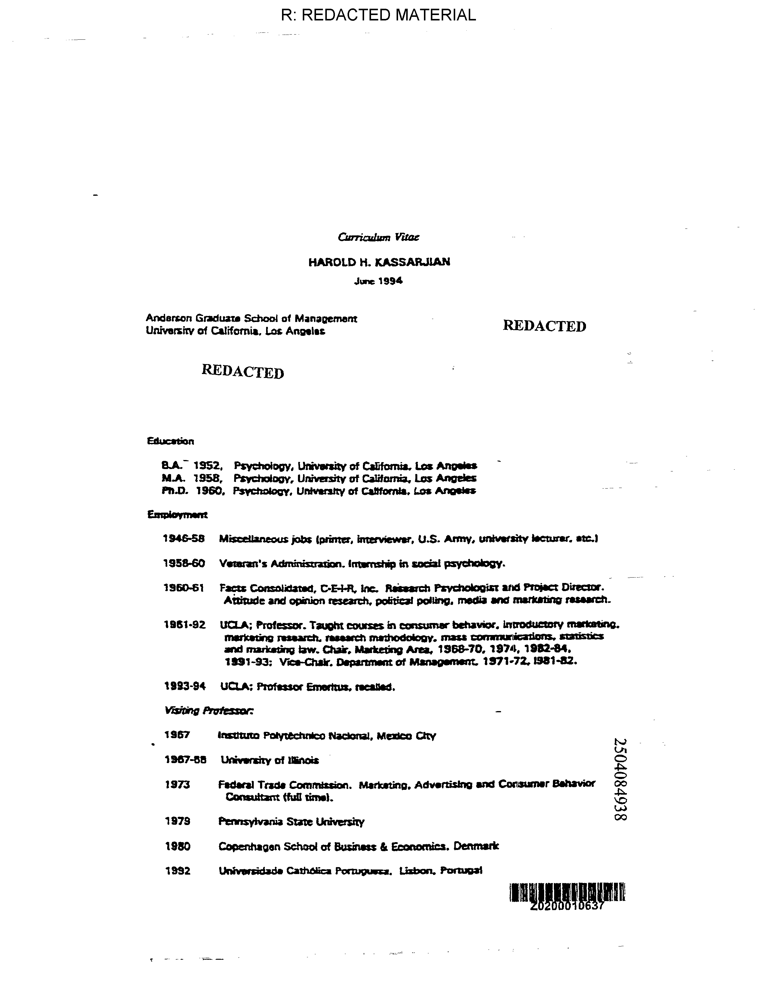 R: REDACTED MATERIAL
Curriculum Vitae
HAROLD H. KASSARJIAN
June 1994
Anderson Graduate School of Management
University of California, Los Angeles
REDACTED
REDACTED
Education
B.A. 1952, Psychology, University of California, Los Angeles
M.A. 1958, Psychology, University of California, Los Angeles
Ph.D. 1960, Psychology, University of California, Los Angeles
Employment
1946-58 Miscellaneous jobs (primer, interviewer, U.S. Army, university lecturer, etc.)
1958-60 Veteran's Administration. Internship in social psychology.
1960-61 Facts Consolidated, C-E-I-R, Inc. Research Psychologist and Project Director.
Attitude and opinion research, political polling, media and marketing research.
1961-92 UCLA; Professor. Taught courses in consumer behavior, introductory marketing,
marketing research, research methodology, mass communications, statistics
and marketing law. Chair, Marketing Area, 1968-70, 1974, 1982-84,
1991-93; Vice-Chair, Department of Management, 1971-72, 1981-82.
1993-94 UCLA; Professor Emeritus, recalled.
Visiting Professor:
1967 Instituto Polytéchnico Nacional, Mexico City
1967-68 University of Illinois
1973 Federal Trade Commission. Marketing, Advertising and Consumer Behavior
Consultant (full time).
1979 Pennsylvania State University
1980 Copenhagen School of Business & Economics, Denmark
1992 Universidade Cathólica Portuguesa, Lisbon, Portugal
2504084938
Z0200010637